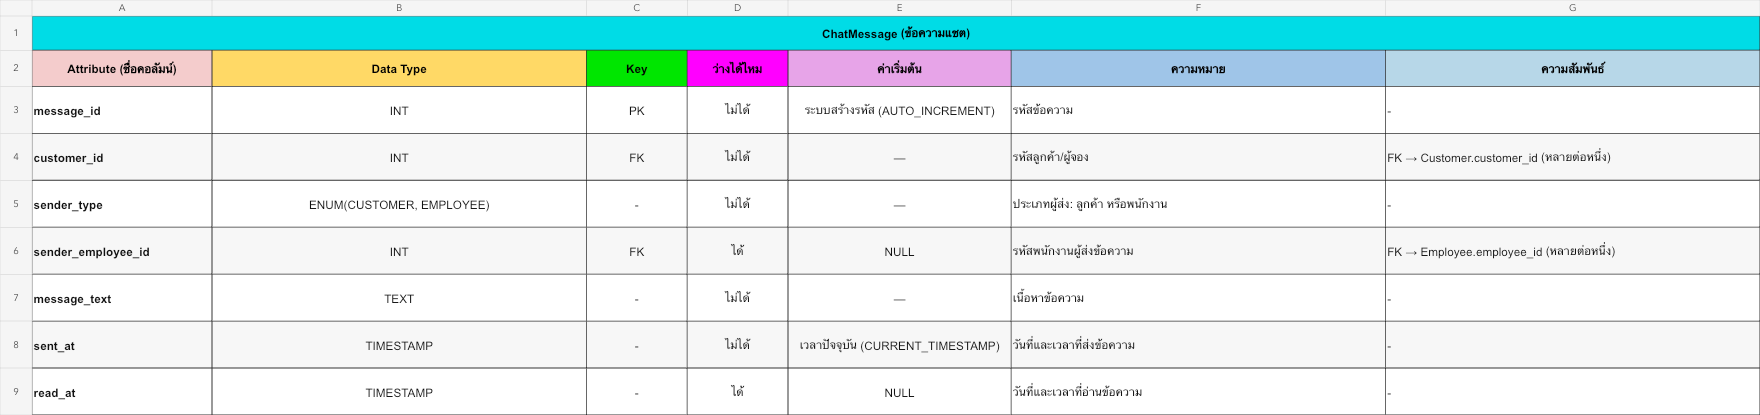 A B C D E F G
1 ChatMessage (ข้อความแชต)
2 Attribute (ชื่อคอลัมน์) Data Type Key ว่างได้ไหม ค่าเริ่มต้น ความหมาย ความสัมพันธ์
3 message_id INT PK ไม่ได้ ระบบสร้างรหัส (AUTO_INCREMENT) รหัสข้อความ -
4 customer_id INT FK ไม่ได้ — รหัสลูกค้า/ผู้จอง FK → Customer.customer_id (หลายต่อหนึ่ง)
5 sender_type ENUM(CUSTOMER, EMPLOYEE) - ไม่ได้ — ประเภทผู้ส่ง: ลูกค้า หรือพนักงาน -
6 sender_employee_id INT FK ได้ NULL รหัสพนักงานผู้ส่งข้อความ FK → Employee.employee_id (หลายต่อหนึ่ง)
7 message_text TEXT - ไม่ได้ — เนื้อหาข้อความ -
8 sent_at TIMESTAMP - ไม่ได้ เวลาปัจจุบัน (CURRENT_TIMESTAMP) วันที่และเวลาที่ส่งข้อความ -
9 read_at TIMESTAMP - ได้ NULL วันที่และเวลาที่อ่านข้อความ -